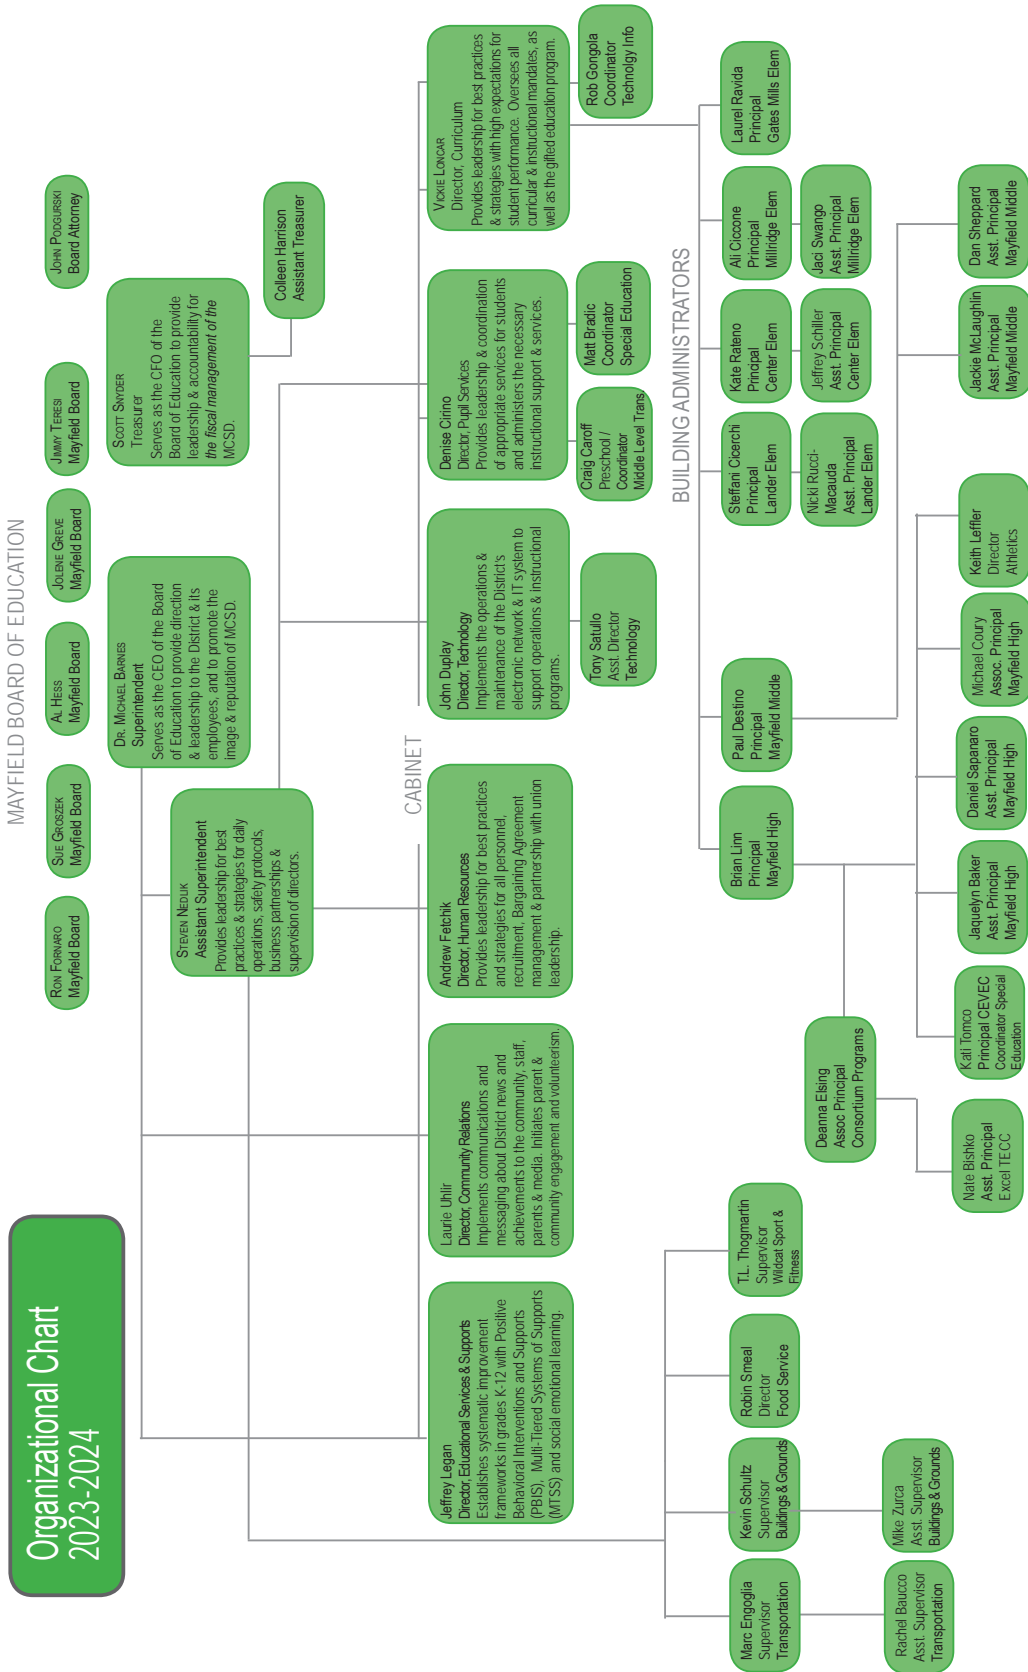 Organizational Chart
2023-2024
MAYFIELD BOARD OF EDUCATION
RON FORNARO
Mayfield Board
SUE GROSZEK
Mayfield Board
AL HESS
Mayfield Board
JOLENE GREVE
Mayfield Board
JIMMY TERESI
Mayfield Board
JOHN PODGURSKI
Board Attorney
DR. MICHAEL BARNES
Superintendent
Serves as the CEO of the Board
of Education to provide direction
& leadership to the District & its
employees, and to promote the
image & reputation of MCSD.
SCOTT SNYDER
Treasurer
Serves as the CFO of the
Board of Education to provide
leadership & accountability for
the fiscal management of the
MCSD.
STEVEN NEDLIK
Assistant Superintendent
Provides leadership for best
practices & strategies for daily
operations, safety protocols,
business partnerships &
supervision of directors.
Colleen Harrison
Assistant Treasurer
CABINET
Jeffrey Legan
Director, Educational Services & Supports
Establishes systematic improvement
frameworks in grades K-12 with Positive
Behavioral Interventions and Supports
(PBIS), Multi-Tiered Systems of Supports
(MTSS) and social emotional learning.
Laurie Uhlir
Director, Community Relations
Implements communications and
messaging about District news and
achievements to the community, staff,
parents & media. Initiates parent &
community engagement and volunteerism.
Andrew Fetchik
Director, Human Resources
Provides leadership for best practices
and strategies for all personnel,
recruitment, Bargaining Agreement
management & partnership with union
leadership.
John Duplay
Director, Technology
Implements the operations &
maintenance of the District's
electronic network & IT system to
support operations & instructional
programs.
Denise Cirino
Director, Pupil Services
Provides leadership & coordination
of appropriate services for students
and administers the necessary
instructional support & services.
VICKIE LONCAR
Director, Curriculum
Provides leadership for best practices
& strategies with high expectations for
student performance. Oversees all
curricular & instructional mandates, as
well as the gifted education program.
Tony Satullo
Asst. Director
Technology
Craig Caroff
Preschool /
Coordinator
Middle Level Trans.
Matt Bradic
Coordinator
Special Education
Rob Gongola
Coordinator
Technolgy Info
BUILDING ADMINISTRATORS
Marc Engoglia
Supervisor
Transportation
Kevin Schultz
Supervisor
Buildings & Grounds
Robin Smeal
Director
Food Service
T.L. Thogmartin
Supervisor
Wildcat Sport &
Fitness
Brian Linn
Principal
Mayfield High
Paul Destino
Principal
Mayfield Middle
Steffani Cicerchi
Principal
Lander Elem
Kate Rateno
Principal
Center Elem
Ali Ciccone
Principal
Millridge Elem
Laurel Ravida
Principal
Gates Mills Elem
Deanna Elsing
Assoc Principal
Consortium Programs
Nicki Rucci-
Macauda
Asst. Principal
Lander Elem
Jeffrey Schiller
Asst. Principal
Center Elem
Jaci Swango
Asst. Principal
Millridge Elem
Rachel Baucco
Asst. Supervisor
Transportation
Mike Zurca
Asst. Supervisor
Buildings & Grounds
Nate Bishko
Asst. Principal
Excel TECC
Kati Tomco
Principal CEVEC
Coordinator Special
Education
Jaquelyn Baker
Asst. Principal
Mayfield High
Daniel Sapanaro
Asst. Principal
Mayfield High
Michael Coury
Assoc. Principal
Mayfield High
Keith Leffler
Director
Athletics
Jackie McLaughlin
Asst. Principal
Mayfield Middle
Dan Sheppard
Asst. Principal
Mayfield Middle